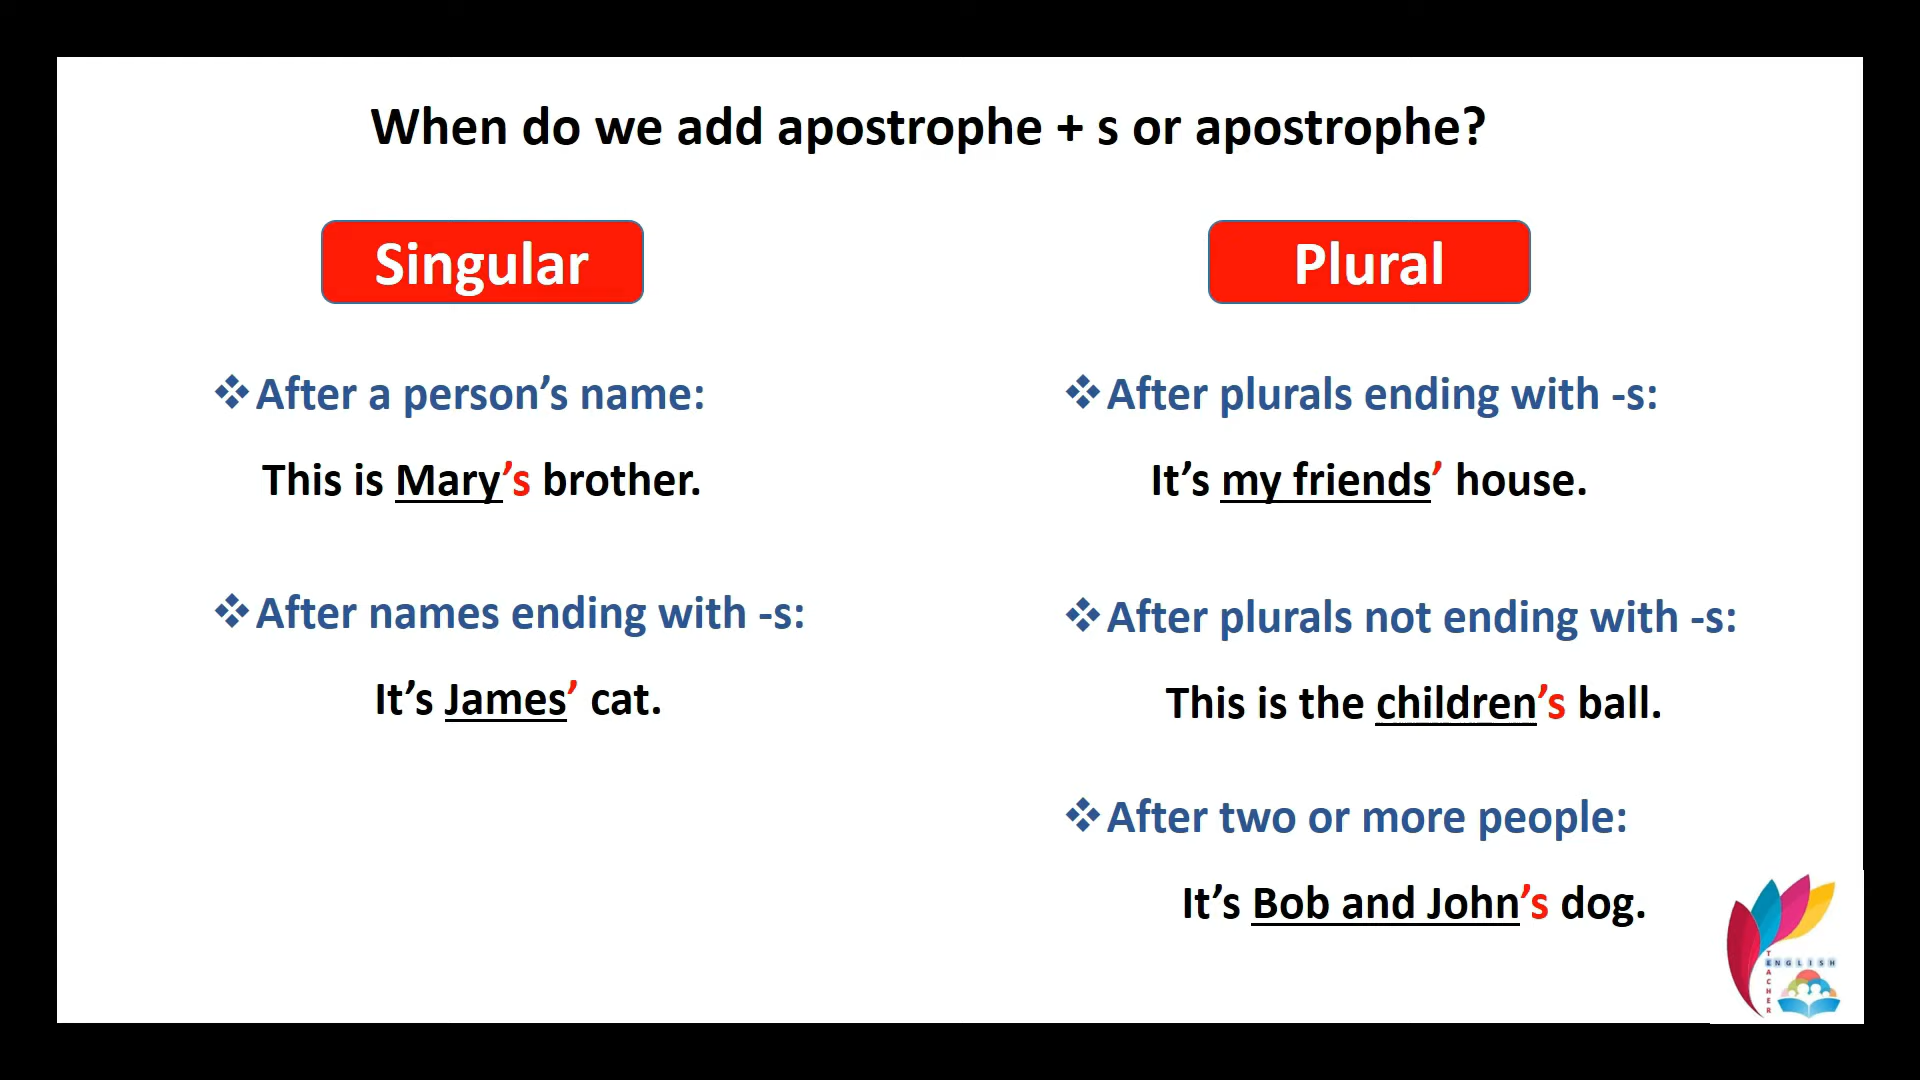 When do we add apostrophe + s or apostrophe?
Singular
❖After a person’s name:
This is Mary’s brother.
❖After names ending with -s:
It’s James’ cat.
Plural
❖After plurals ending with -s:
It’s my friends’ house.
❖After plurals not ending with -s:
This is the children’s ball.
❖After two or more people:
It’s Bob and John’s dog.
ENGLISH
TEACHER